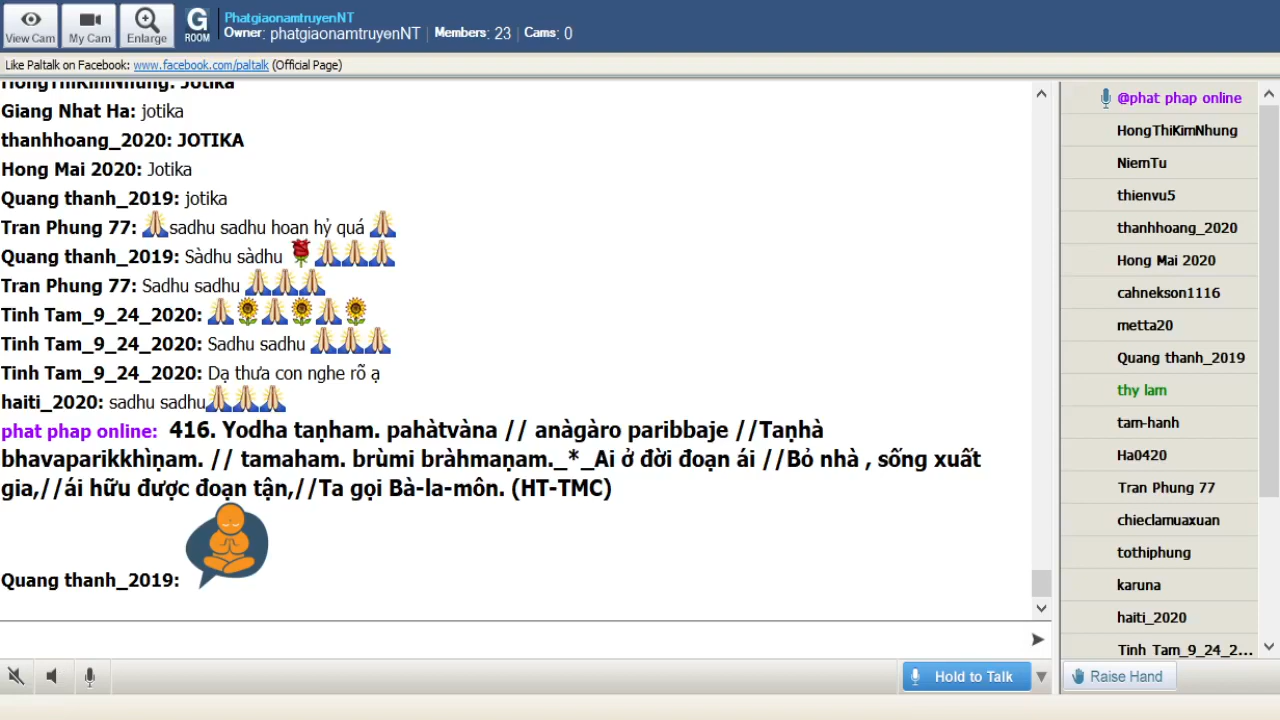 View Cam
My Cam
Enlarge
G
ROOM
PhatgiaonamtruyenNT
Owner: phatgiaonamtruyenNT | Members: 23 | Cams: 0
Like Paltalk on Facebook: www.facebook.com/paltalk (Official Page)
HongThiKimNhung: Jotika
Giang Nhat Ha: jotika
thanhhoang_2020: JOTIKA
Hong Mai 2020: Jotika
Quang thanh_2019: jotika
Tran Phung 77: sadhu sadhu hoan hỷ quá
Quang thanh_2019: Sàdhu sàdhu
Tran Phung 77: Sadhu sadhu
Tinh Tam_9_24_2020:
Tinh Tam_9_24_2020: Sadhu sadhu
Tinh Tam_9_24_2020: Dạ thưa con nghe rõ ạ
haiti_2020: sadhu sadhu
phat phap online: 416. Yodha taṇham. pahàtvàna // anàgàro paribbaje //Taṇhà
bhavaparikkhìṇam. // tamaham. brùmi bràhmaṇam._*_Ai ở đời đoạn ái //Bỏ nhà , sống xuất
gia,//ái hữu được đoạn tận,//Ta gọi Bà-la-môn. (HT-TMC)
Quang thanh_2019:
@phat phap online
HongThiKimNhung
NiemTu
thienvu5
thanhhoang_2020
Hong Mai 2020
cahnekson1116
metta20
Quang thanh_2019
thy lam
tam-hanh
Ha0420
Tran Phung 77
chieclamuaxuan
tothiphung
karuna
haiti_2020
Tinh Tam_9_24_2...
Hold to Talk
Raise Hand